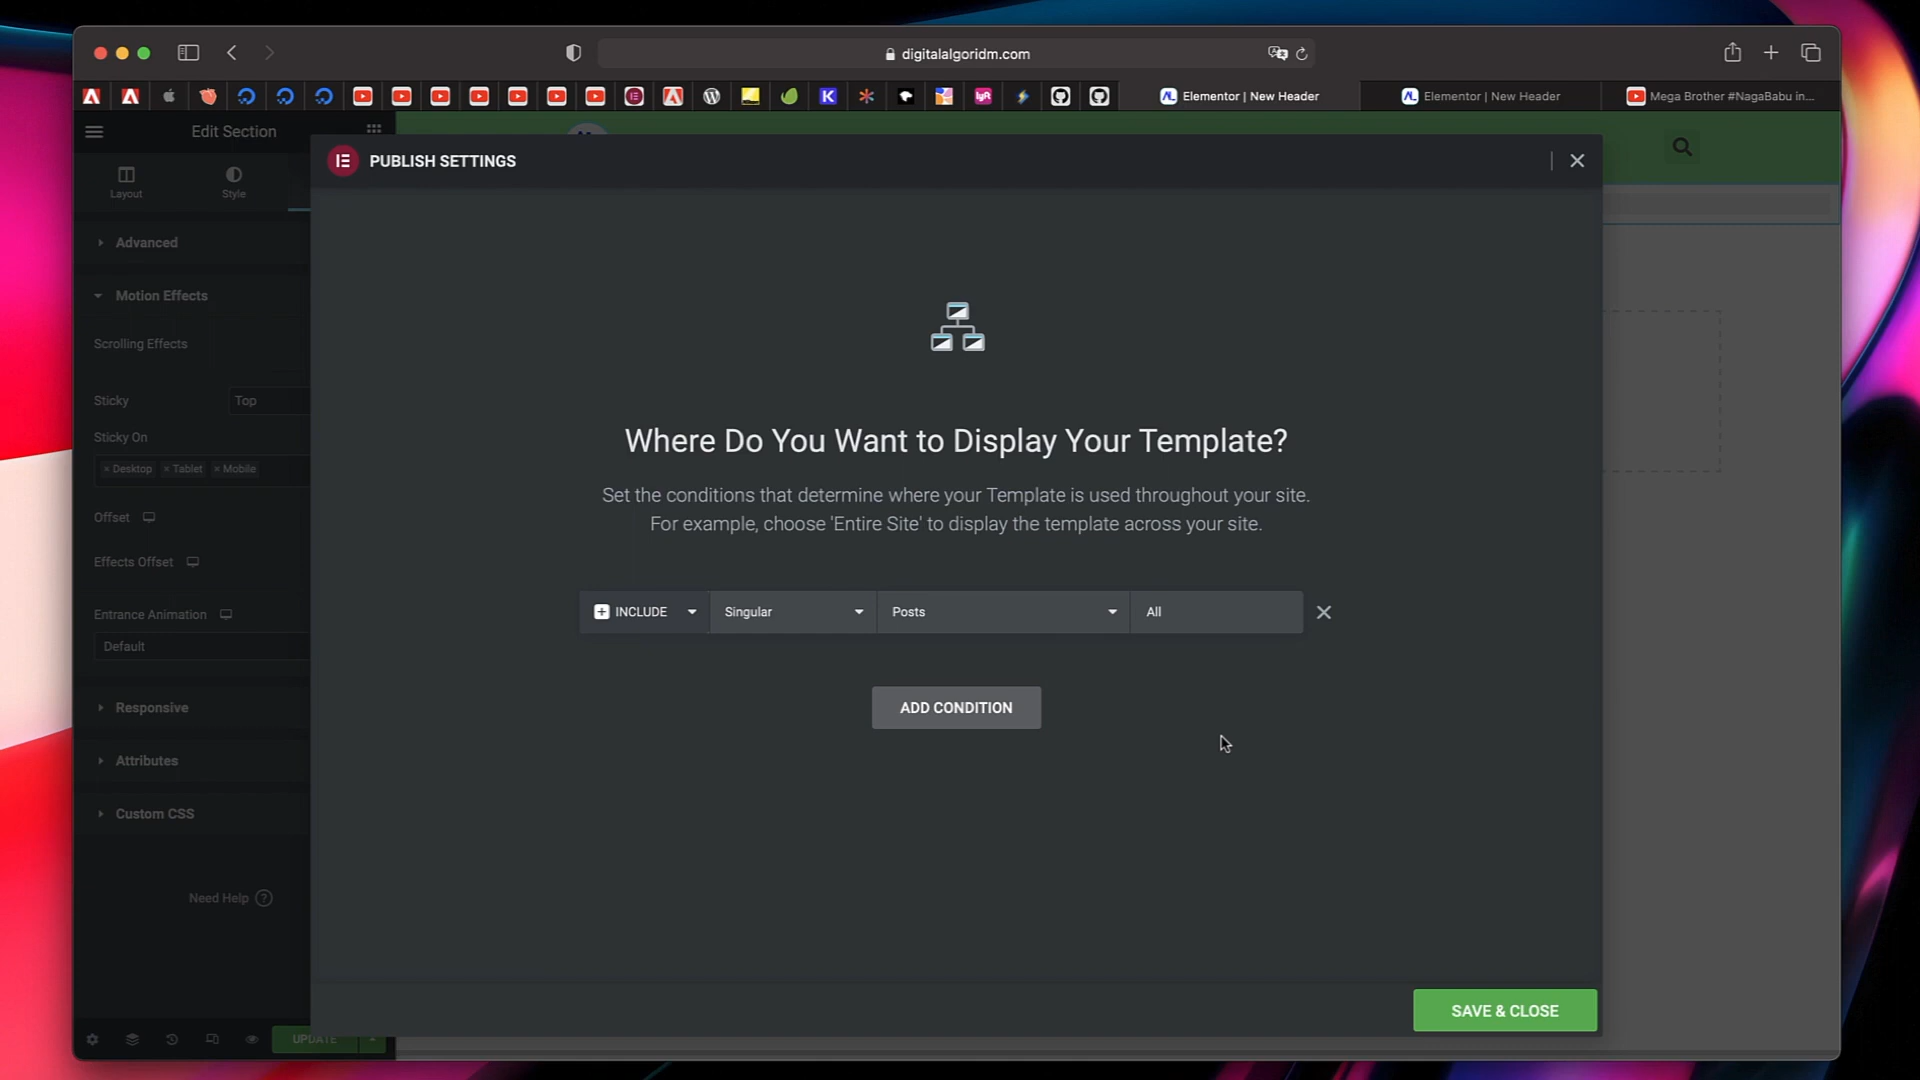 digitalalgoridm.com
Elementor | New Header
Elementor | New Header
Mega Brother #NagaBabu in...
Edit Section
Layout
Style
Advanced
Motion Effects
Scrolling Effects
Sticky
Top
Sticky On
× Desktop × Tablet × Mobile
Offset
Effects Offset
Entrance Animation
Default
Responsive
Attributes
Custom CSS
Need Help ?
UPDATE
PUBLISH SETTINGS
Where Do You Want to Display Your Template?
Set the conditions that determine where your Template is used throughout your site.
For example, choose 'Entire Site' to display the template across your site.
INCLUDE
Singular
Posts
All
ADD CONDITION
SAVE & CLOSE